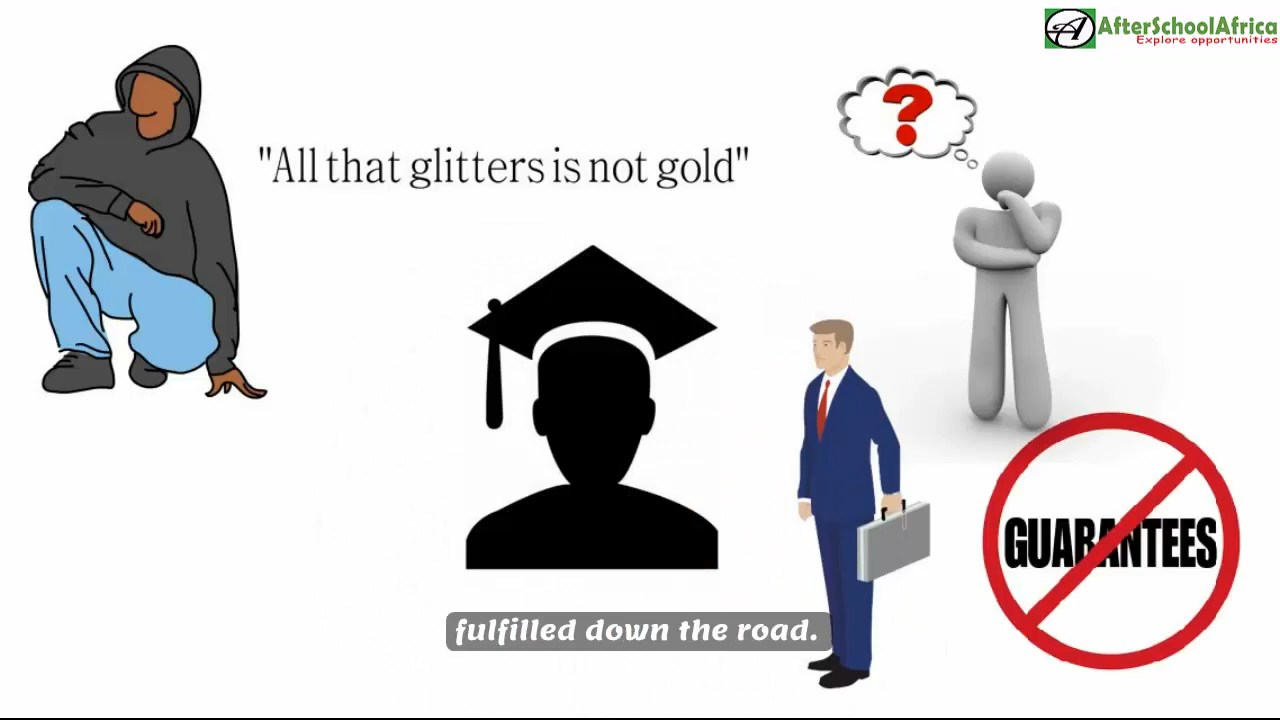 AfterSchoolAfrica
Explore opportunities
?
"All that glitters is not gold"
GUARANTEES
fulfilled down the road.